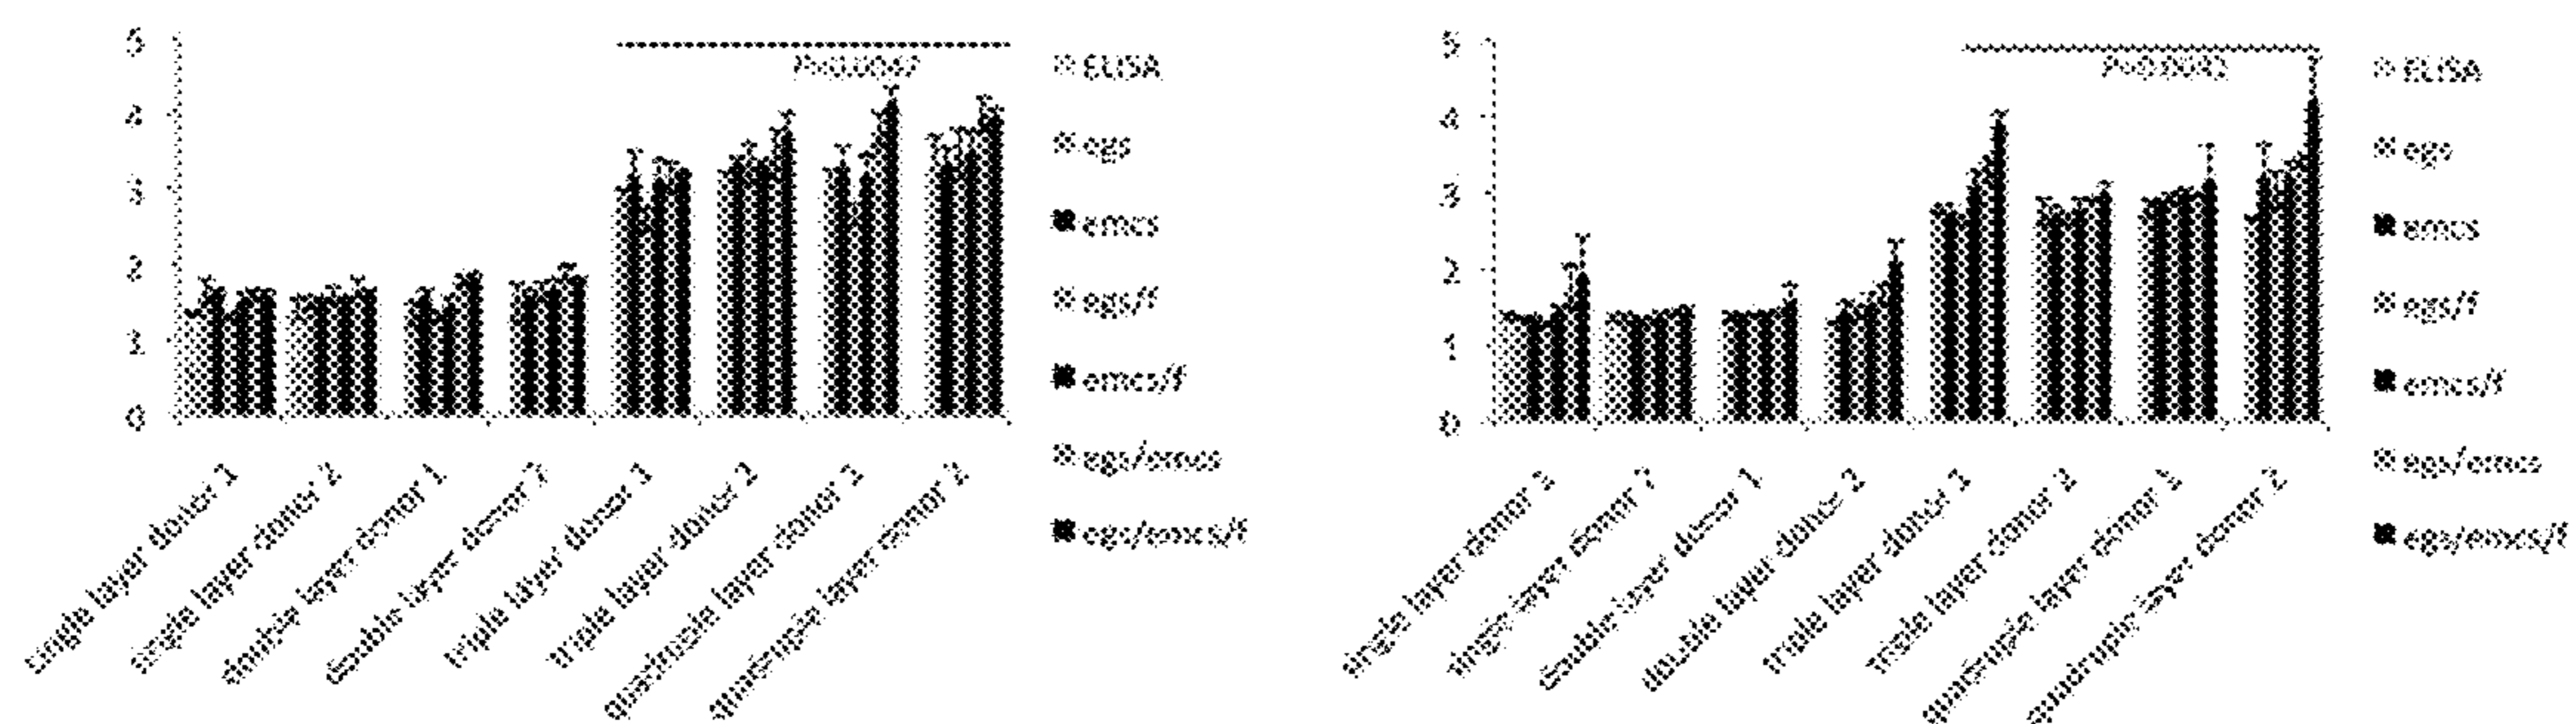 5
4
3
2
1
0
single layer donor 1
single layer donor 2
double layer donor 1
double layer donor 2
triple layer donor 1
triple layer donor 2
quadruple layer donor 1
quadruple layer donor 2
ELISA
egs
emcs
egs/f
emcs/f
egs/emcs
egs/emcs/f
5
4
3
2
1
0
single layer donor 1
single layer donor 2
double layer donor 1
double layer donor 2
triple layer donor 1
triple layer donor 2
quadruple layer donor 1
quadruple layer donor 2
ELISA
egs
emcs
egs/f
emcs/f
egs/emcs
egs/emcs/f